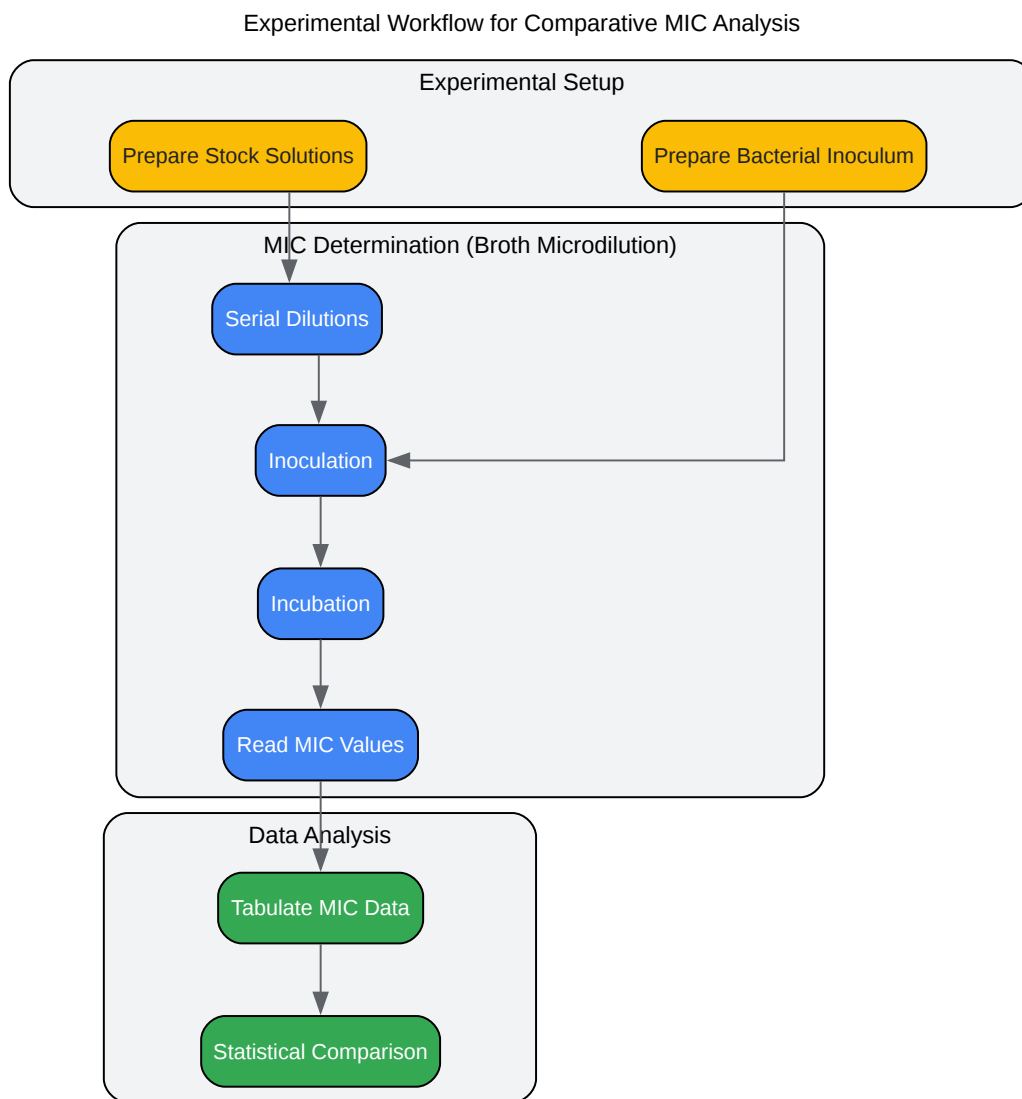 Experimental Workflow for Comparative MIC Analysis
Experimental Setup
Prepare Stock Solutions
Prepare Bacterial Inoculum
MIC Determination (Broth Microdilution)
Serial Dilutions
Inoculation
Incubation
Read MIC Values
Data Analysis
Tabulate MIC Data
Statistical Comparison